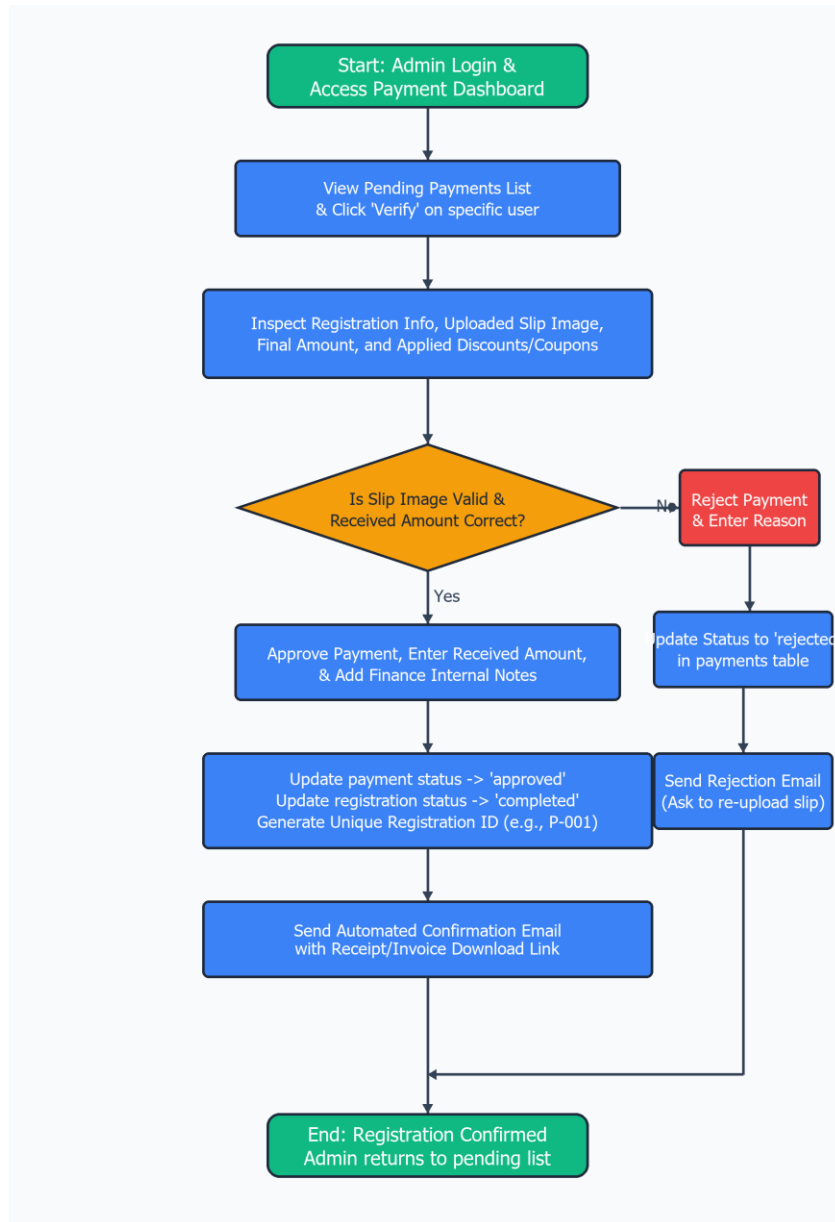 Start: Admin Login &
Access Payment Dashboard
View Pending Payments List
& Click 'Verify' on specific user
Inspect Registration Info, Uploaded Slip Image,
Final Amount, and Applied Discounts/Coupons
Is Slip Image Valid &
Received Amount Correct?
No
Reject Payment
& Enter Reason
Yes
Update Status to 'rejected'
in payments table
Approve Payment, Enter Received Amount,
& Add Finance Internal Notes
Update payment status -> 'approved'
Update registration status -> 'completed'
Generate Unique Registration ID (e.g., P-001)
Send Rejection Email
(Ask to re-upload slip)
Send Automated Confirmation Email
with Receipt/Invoice Download Link
End: Registration Confirmed
Admin returns to pending list